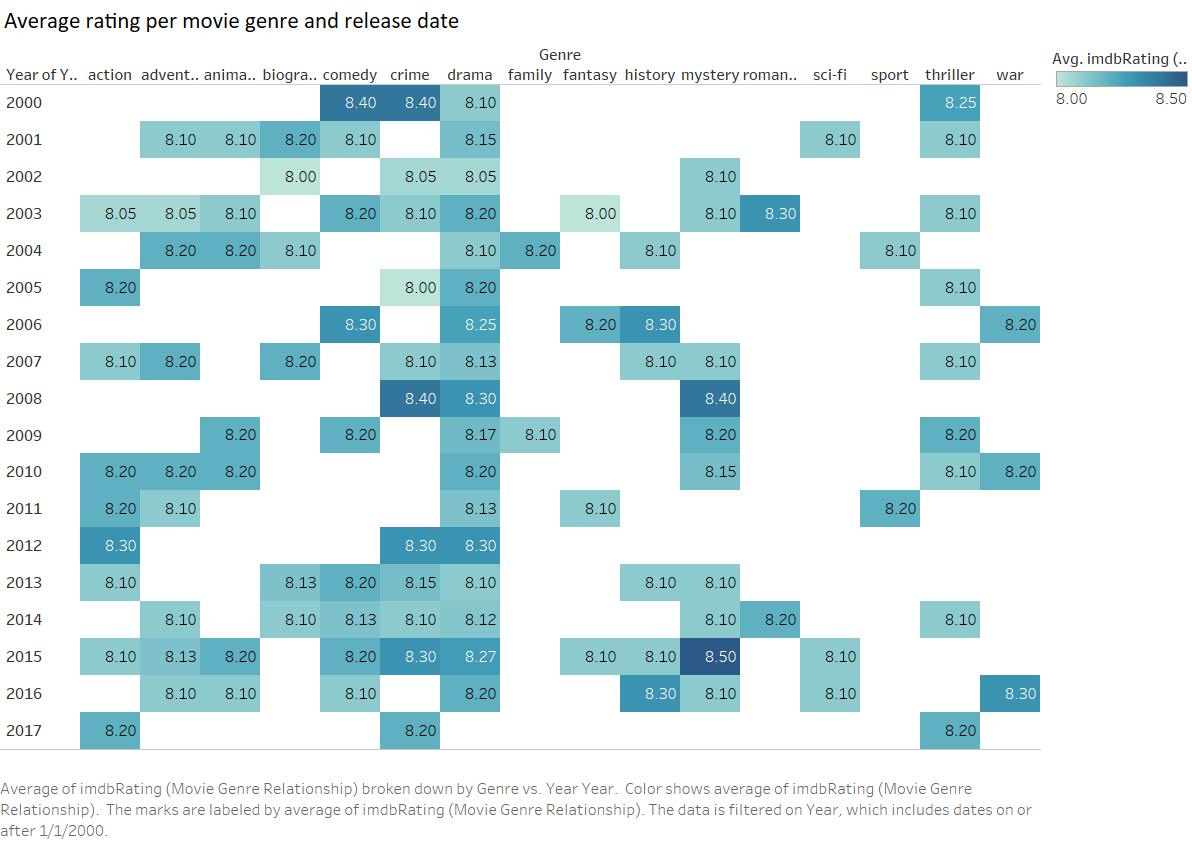 Average rating per movie genre and release date
Genre
Year of Y.. action advent.. anima.. biogra.. comedy crime drama family fantasy history mystery roman.. sci-fi sport thriller war
Avg. imdbRating (..
8.00 8.50
2000 8.40 8.40 8.10 8.25
2001 8.10 8.10 8.20 8.10 8.15 8.10 8.10
2002 8.00 8.05 8.05 8.10
2003 8.05 8.05 8.10 8.20 8.10 8.20 8.00 8.10 8.30 8.10
2004 8.20 8.20 8.10 8.10 8.20 8.10 8.10
2005 8.20 8.00 8.20 8.10
2006 8.30 8.25 8.20 8.30 8.20
2007 8.10 8.20 8.20 8.10 8.13 8.10 8.10 8.10
2008 8.40 8.30 8.40
2009 8.20 8.20 8.17 8.10 8.20 8.20
2010 8.20 8.20 8.20 8.20 8.15 8.10 8.20
2011 8.20 8.10 8.13 8.10 8.20
2012 8.30 8.30 8.30
2013 8.10 8.13 8.20 8.15 8.10 8.10 8.10
2014 8.10 8.10 8.13 8.10 8.12 8.10 8.20 8.10
2015 8.10 8.13 8.20 8.20 8.30 8.27 8.10 8.10 8.50 8.10
2016 8.10 8.10 8.10 8.20 8.30 8.10 8.10 8.30
2017 8.20 8.20 8.20
Average of imdbRating (Movie Genre Relationship) broken down by Genre vs. Year Year.  Color shows average of imdbRating (Movie Genre
Relationship).  The marks are labeled by average of imdbRating (Movie Genre Relationship). The data is filtered on Year, which includes dates on or
after 1/1/2000.